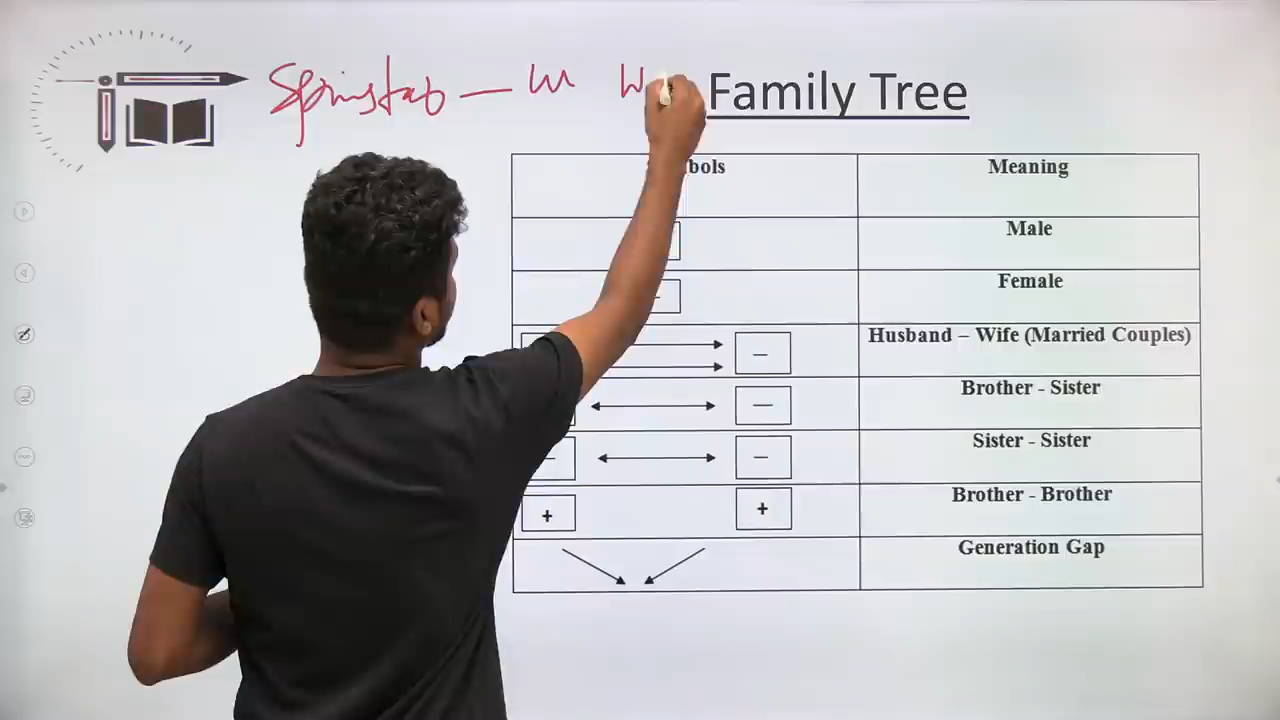 Family Tree
bols Meaning
Male
– Female
– Husband – Wife (Married Couples)
– Brother - Sister
– – Sister - Sister
+ + Brother - Brother
Generation Gap